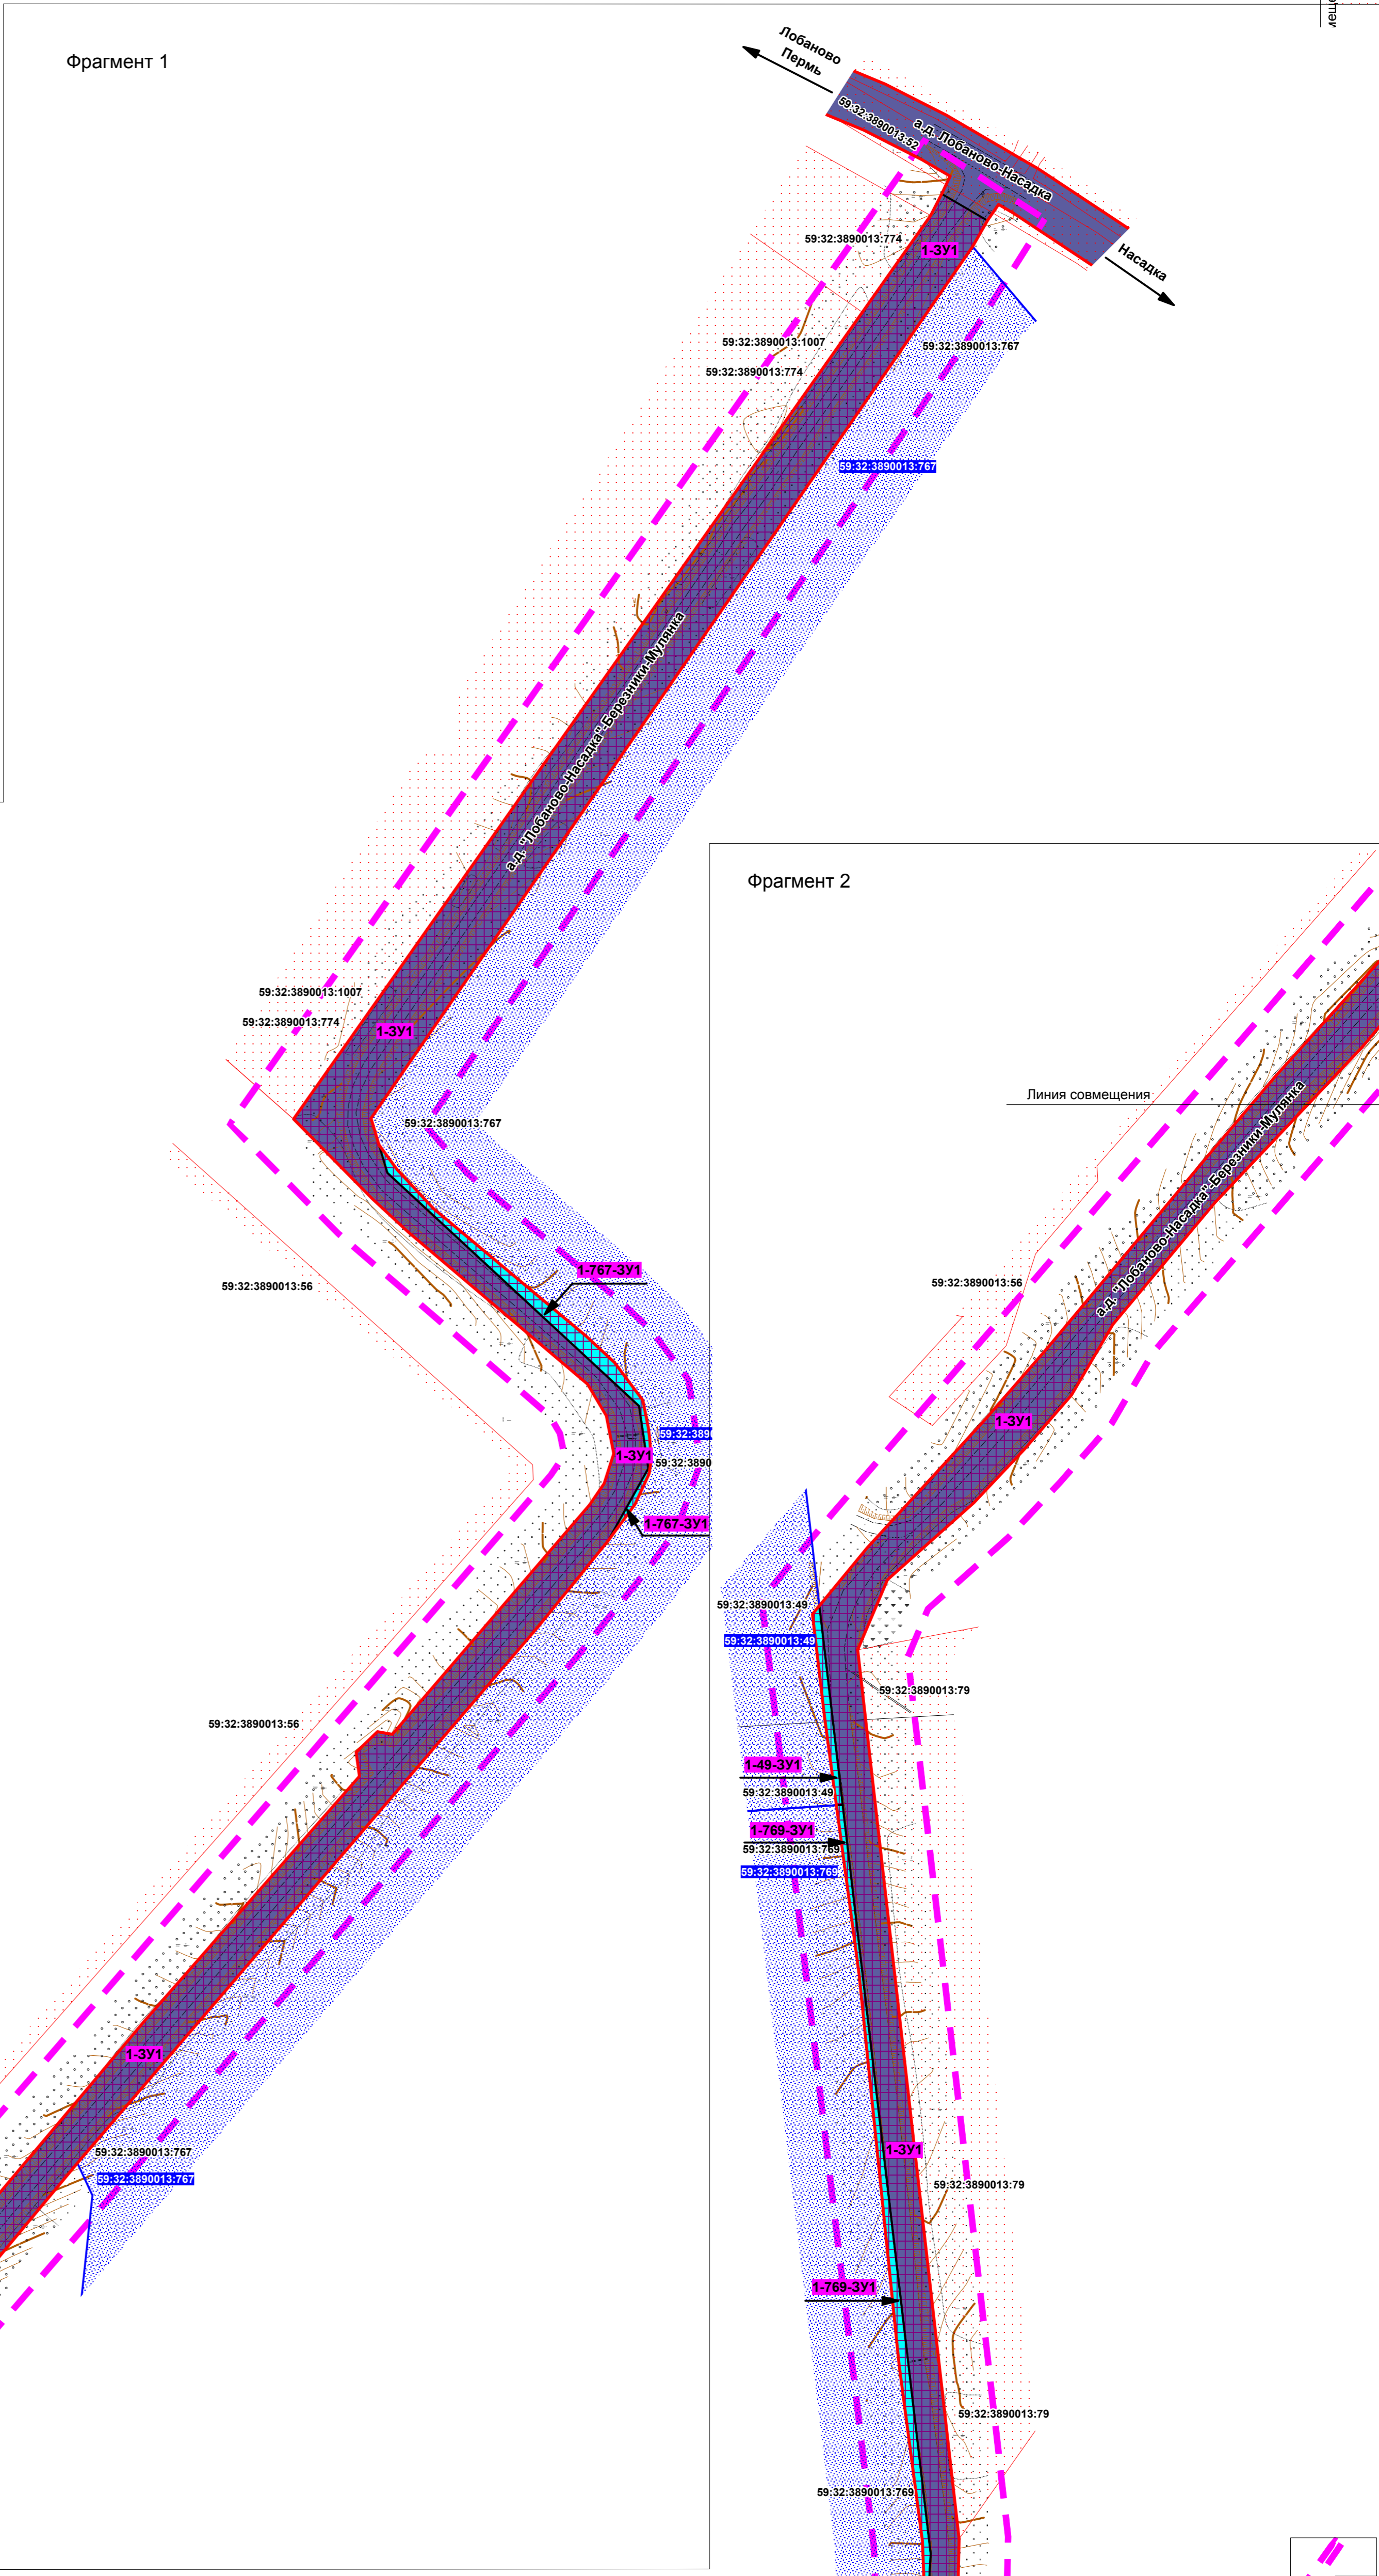 Фрагмент 1
Лобаново
Пермь
59:32:3890013:52
а.д. Лобаново-Насадка
Насадка
59:32:3890013:774
1-ЗУ1
59:32:3890013:1007
59:32:3890013:767
59:32:3890013:774
59:32:3890013:767
а.д. "Лобаново-Насадка"-Березники-Мулянка
59:32:3890013:1007
59:32:3890013:774
1-ЗУ1
59:32:3890013:767
59:32:3890013:56
1-767-ЗУ1
59:32:389
1-ЗУ1
59:32:3890
1-767-ЗУ1
59:32:3890013:56
1-ЗУ1
59:32:3890013:767
59:32:3890013:767
Фрагмент 2
Линия совмещения
а.д. "Лобаново-Насадка"-Березники-Мулянка
59:32:3890013:56
1-ЗУ1
59:32:3890013:49
59:32:3890013:49
59:32:3890013:79
1-49-ЗУ1
59:32:3890013:49
1-769-ЗУ1
59:32:3890013:769
59:32:3890013:769
1-ЗУ1
59:32:3890013:79
1-769-ЗУ1
59:32:3890013:79
59:32:3890013:769